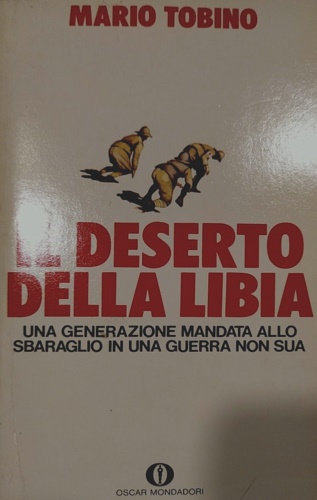 MARIO TOBINO
IL DESERTO
DELLA LIBIA
UNA GENERAZIONE MANDATA ALLO
SBARAGLIO IN UNA GUERRA NON SUA
OSCAR MONDADORI